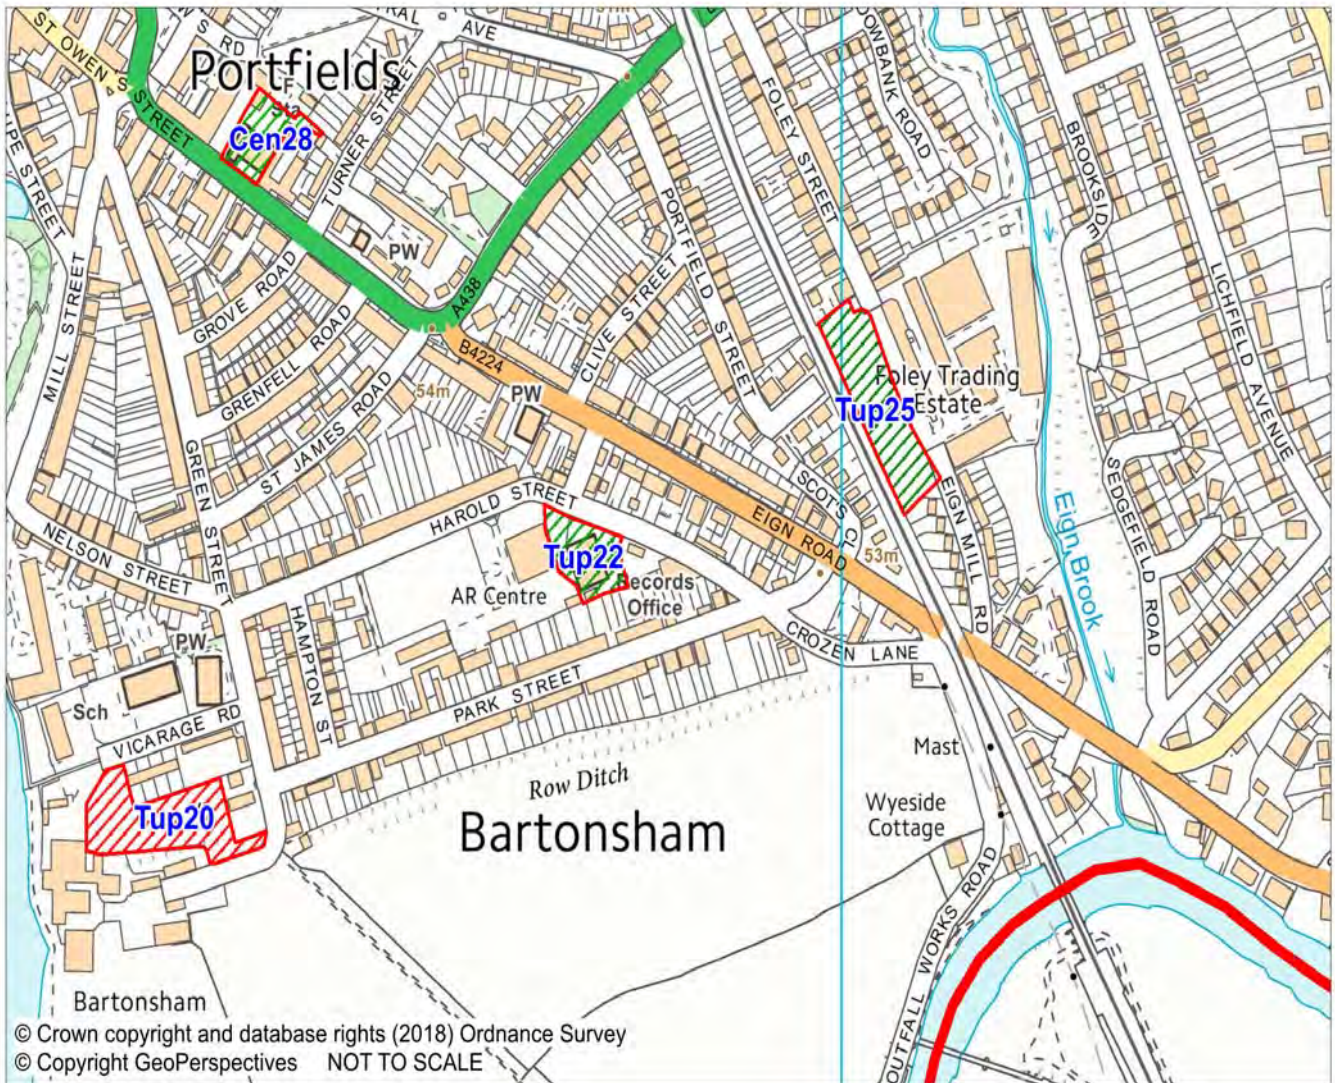 ST OWEN S STREET
AVE
Portfields
Sta
Cen28
TURNER STREET
FOLEY STREET
BROOKSIDE
MILL STREET
GROVE ROAD
PW
A438
PORTFIELD STREET
LICHFIELD AVENUE
GRENFELL ROAD
B4224
CLIVE STREET
ST JAMES ROAD
54m
PW
Foley Trading
Estate
Tup25
GREEN STREET
HAROLD STREET
SCOTS CL
EIGN ROAD
EIGN MILL RD
Eign Brook
SEDGEFIELD ROAD
NELSON STREET
Tup22
53m
AR Centre
Records
Office
HAMPTON ST
PW
CROZEN LANE
Sch
VICARAGE RD
PARK STREET
Mast
Row Ditch
Tup20
Bartonsham
Wyeside
Cottage
OUTFALL WORKS ROAD
Bartonsham
© Crown copyright and database rights (2018) Ordnance Survey
© Copyright GeoPerspectives NOT TO SCALE